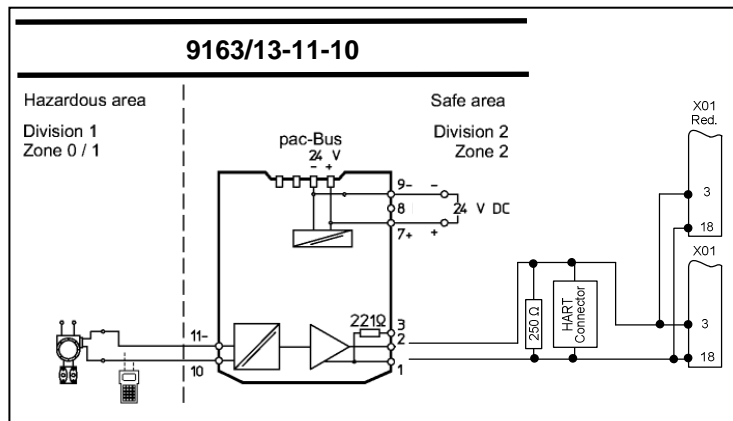 9163/13-11-10
Hazardous area
Division 1
Zone 0 / 1
Safe area
Division 2
Zone 2
pac-Bus
24 V
- +
9- -
8
24 V DC
7+ +
221Ω
3
2
1
11-
10
250 Ω
HART
Connector
X01
Red.
3
18
X01
3
18